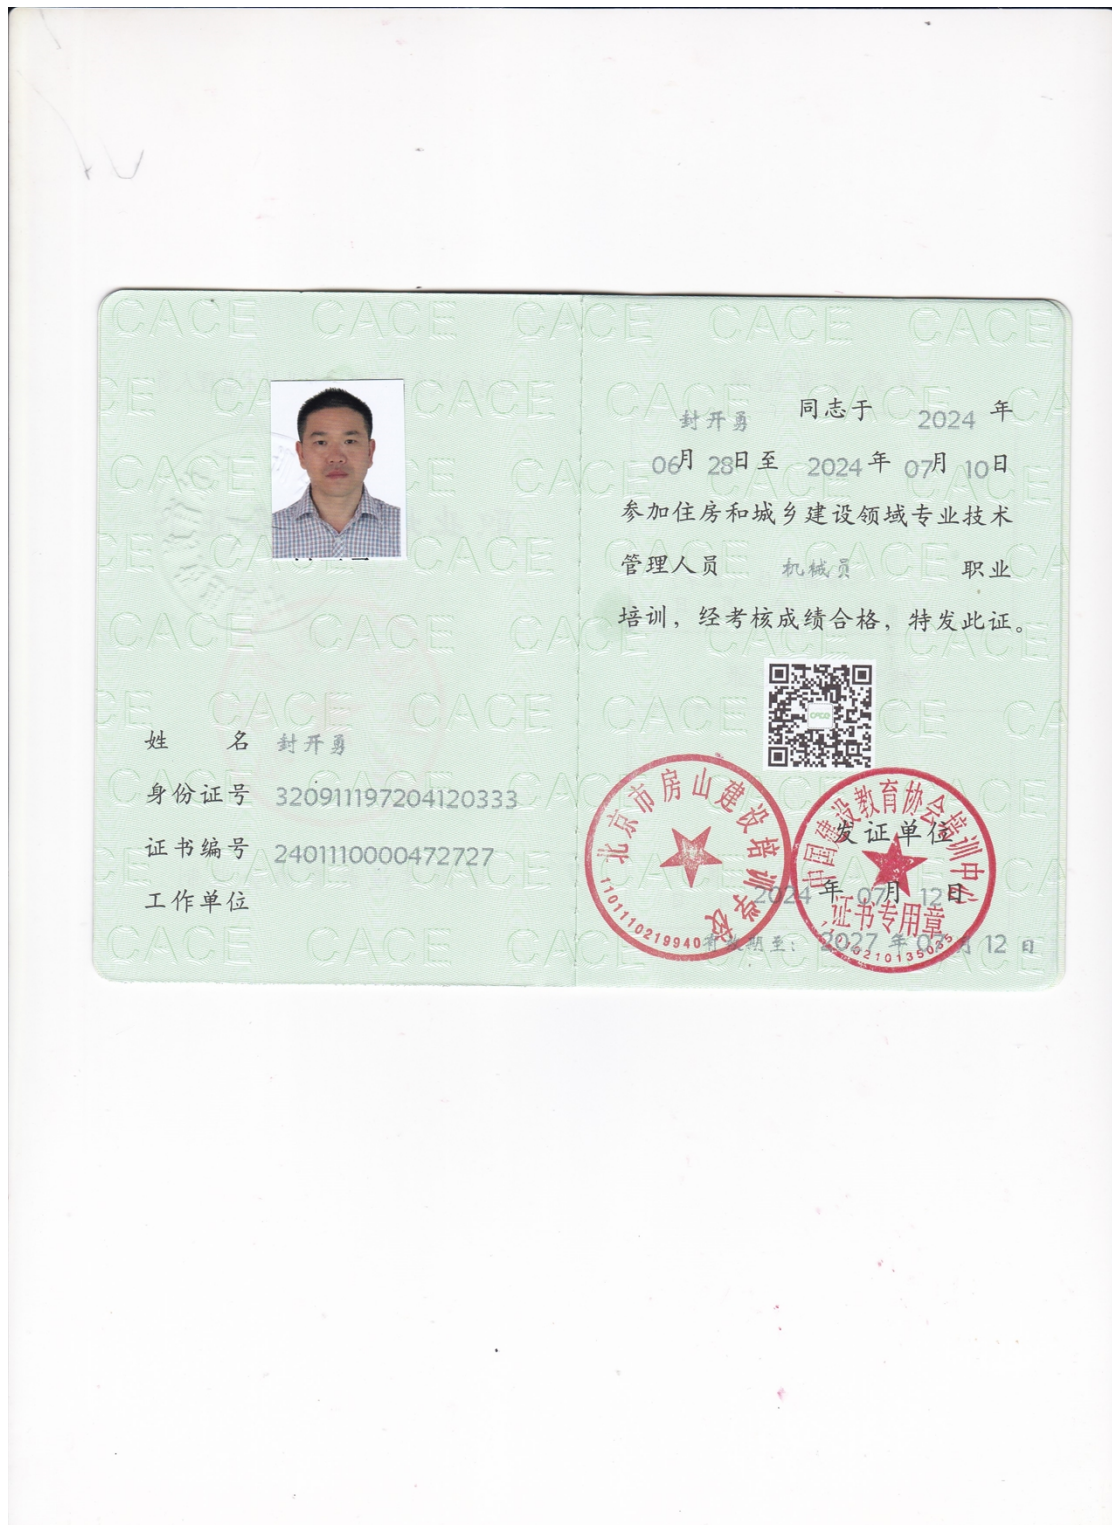 CACE
姓 名 封开勇
身份证号 320911197204120333
证书编号 2401110000472727
工作单位
封开勇 同志于 2024 年
06月 28日至 2024 年 07月 10日
参加住房和城乡建设领域专业技术
管理人员 机械员 职业
培训，经考核成绩合格，特发此证。
北京市房山建设培训学校
1101110219940
中国建设教育协会培训中心
证书专用章
发证单位
2024 年 07月 12日
有效期至： 2027 年 07月 12 日